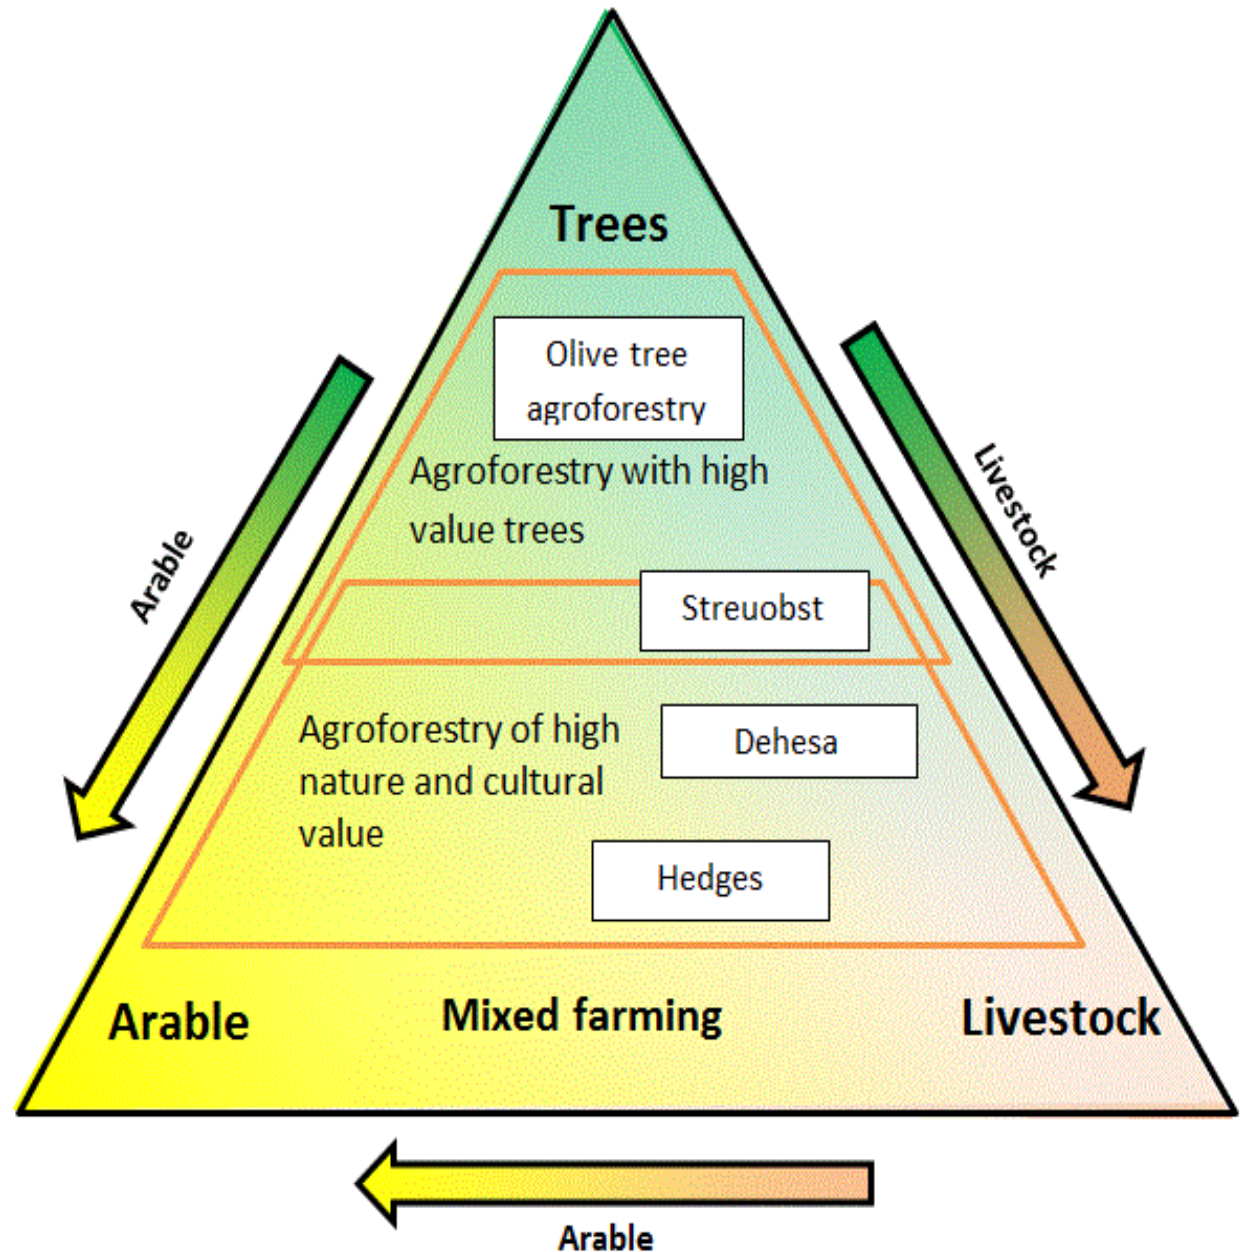 Trees
Olive tree
agroforestry
Agroforestry with high
value trees
Arable
Livestock
Streuobst
Agroforestry of high
nature and cultural
value
Dehesa
Hedges
Arable
Mixed farming
Livestock
Arable